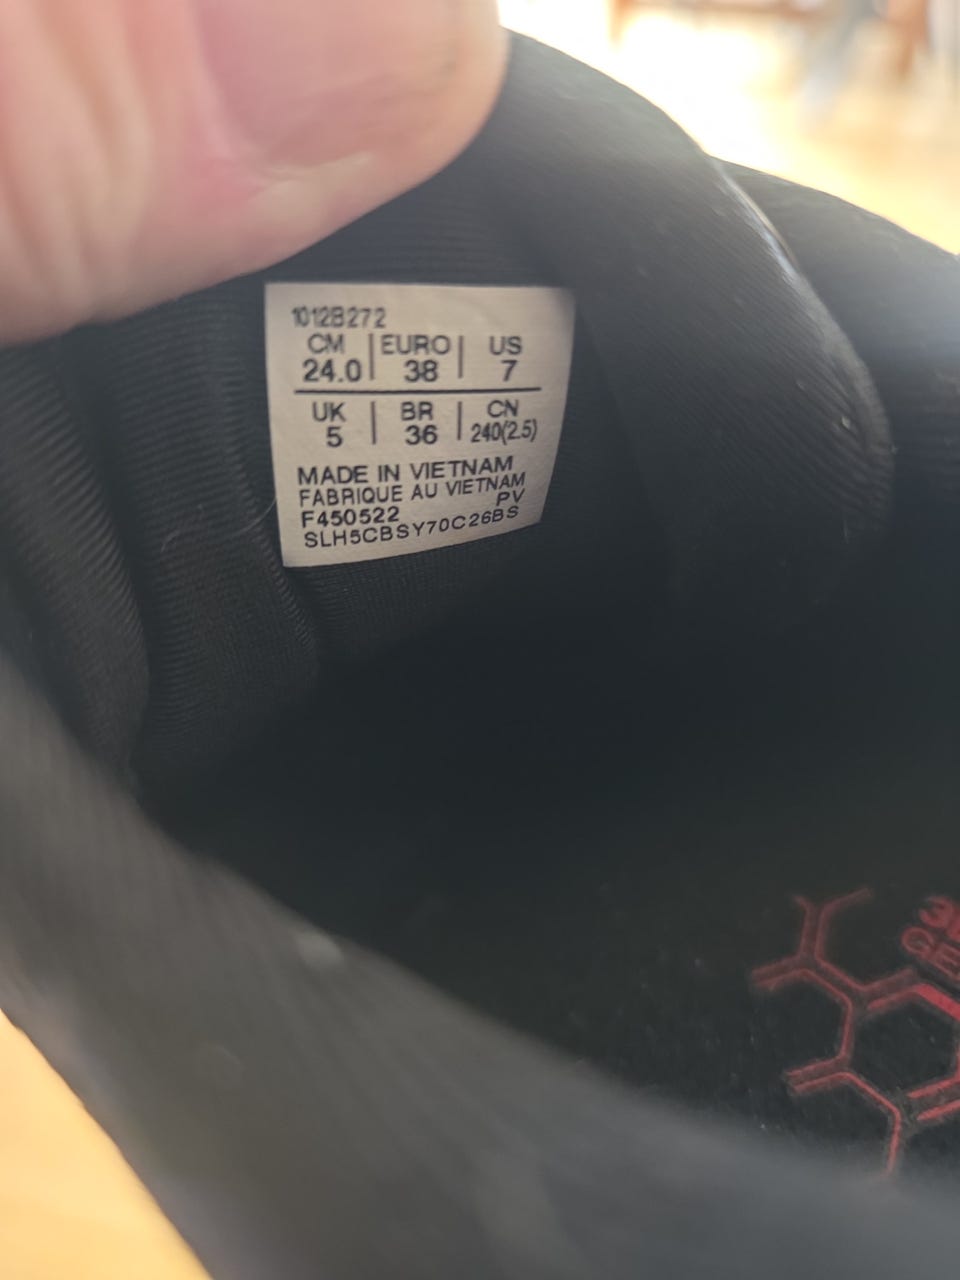 1012B272
CM | EURO | US
24.0 | 38 | 7
UK | BR | CN
5 | 36 | 240(2.5)
MADE IN VIETNAM
FABRIQUE AU VIETNAM
F450522 PV
SLH5CBSY70C26BS